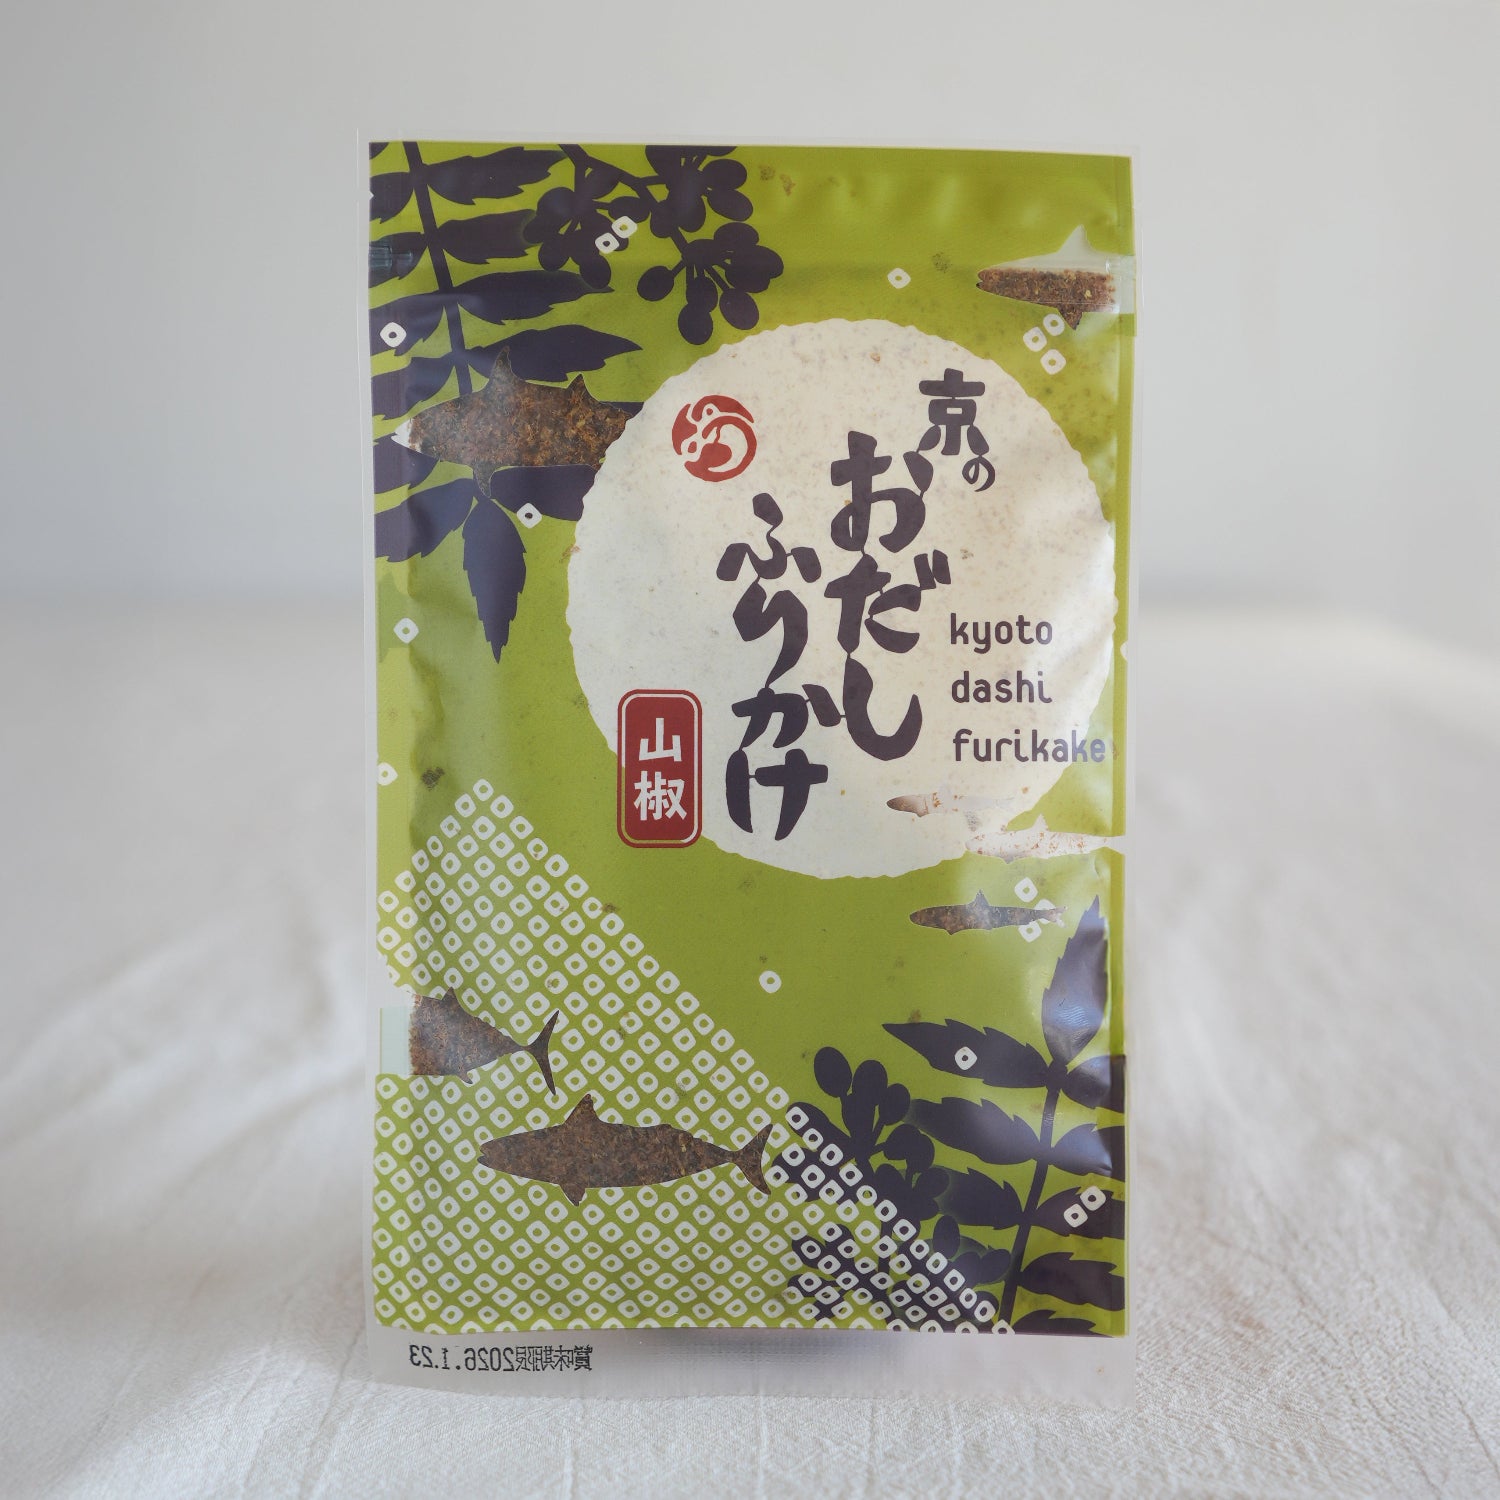 京の
おだし
ふりかけ
山椒
kyoto
dashi
furikake
賞味期限2026.1.23